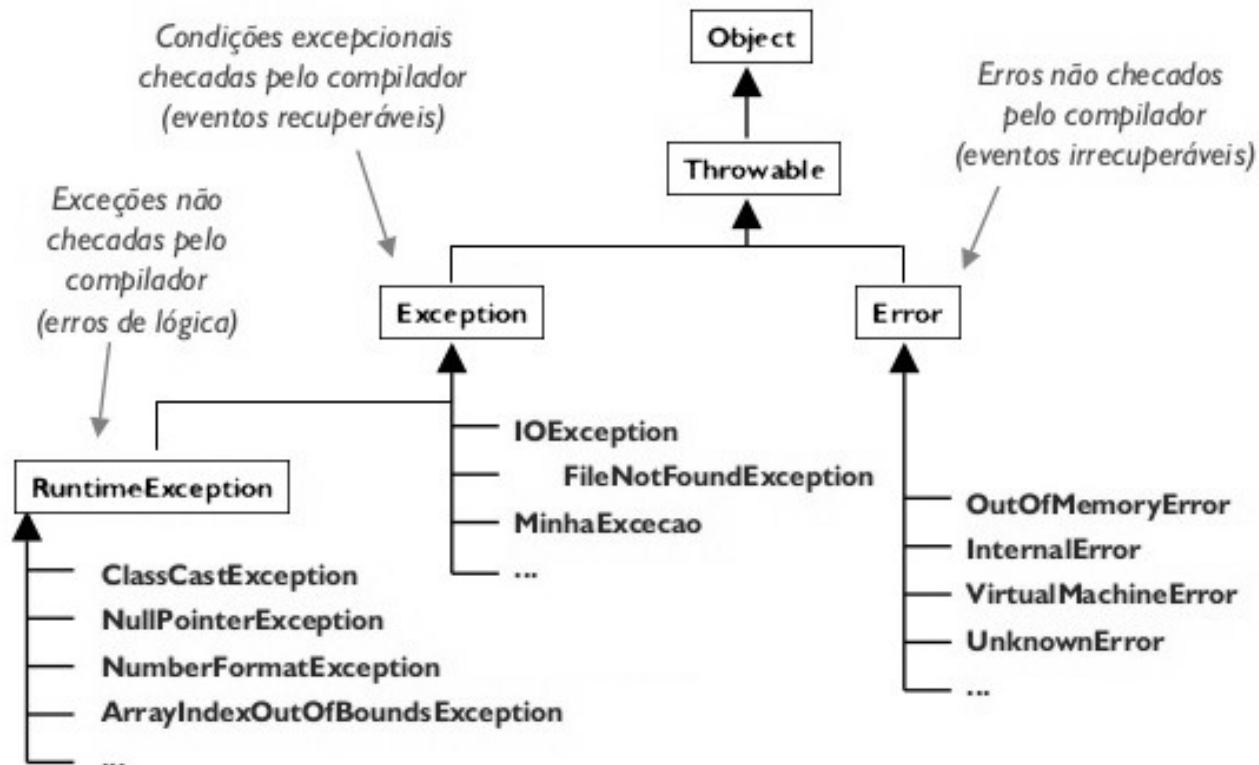 Condições excepcionais
checadas pelo compilador
(eventos recuperáveis)
Object
Erros não checados
pelo compilador
(eventos irrecuperáveis)
Throwable
Exceções não
checadas pelo
compilador
(erros de lógica)
Exception
Error
RuntimeException
IOException
FileNotFoundException
MinhaExcecao
...
ClassCastException
NullPointerException
NumberFormatException
ArrayIndexOutOfBoundsException
...
OutOfMemoryError
InternalError
VirtualMachineError
UnknownError
...